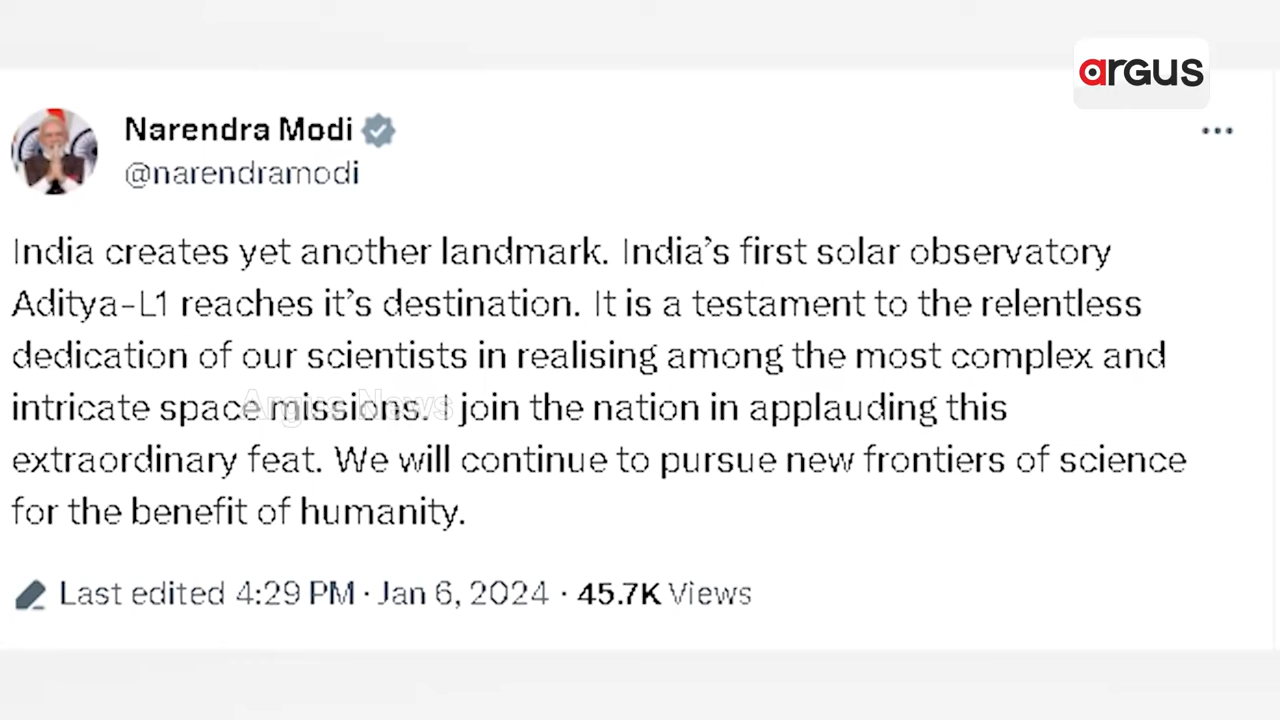 argus
Narendra Modi
@narendramodi
India creates yet another landmark. India’s first solar observatory
Aditya-L1 reaches it’s destination. It is a testament to the relentless
dedication of our scientists in realising among the most complex and
intricate space missions. I join the nation in applauding this
extraordinary feat. We will continue to pursue new frontiers of science
for the benefit of humanity.
Argus News
Last edited 4:29 PM · Jan 6, 2024 · 45.7K Views